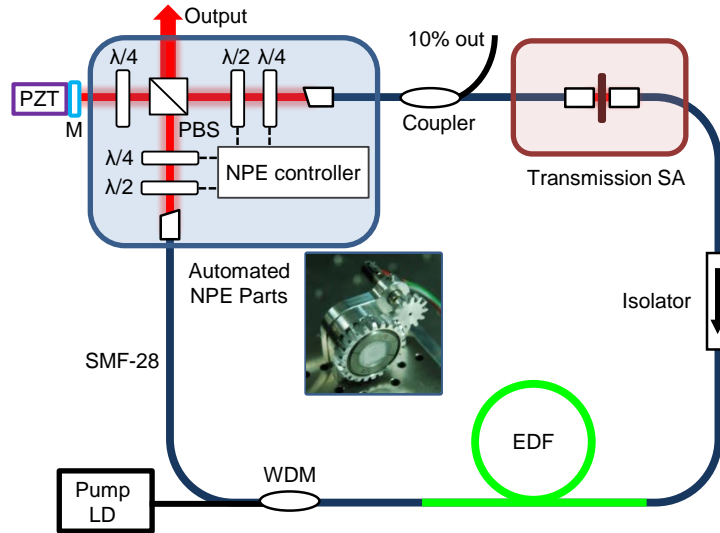 Output
10% out
λ/4
λ/2 λ/4
PZT
M
PBS
Coupler
λ/4
NPE controller
λ/2
Transmission SA
Automated
NPE Parts
Isolator
SMF-28
EDF
WDM
Pump
LD